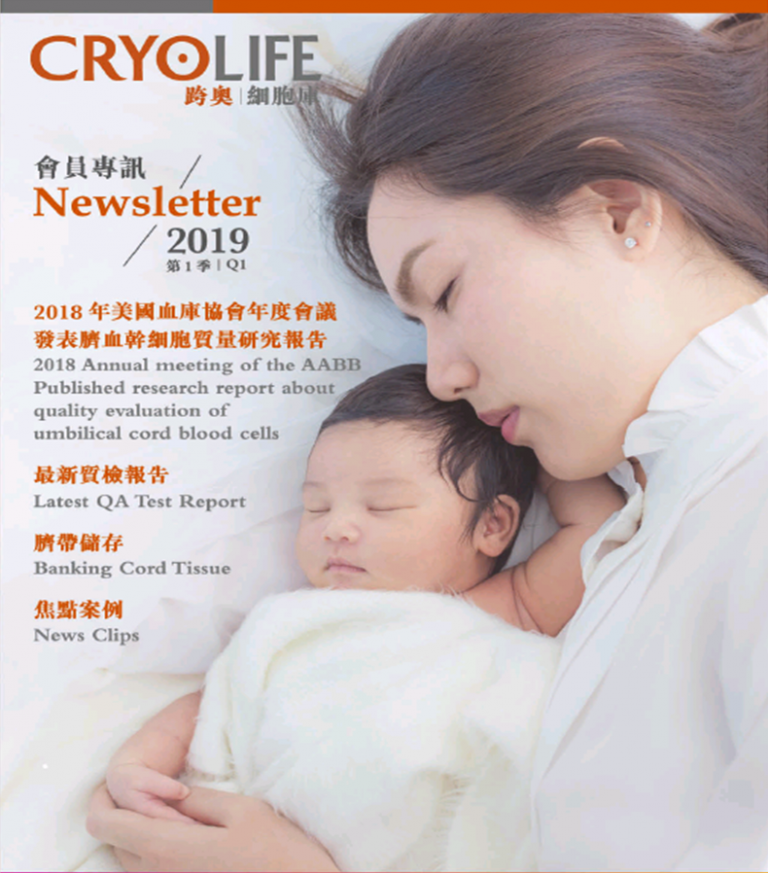 CRYOLIFE
跨奧|細胞庫
會員專訊
Newsletter
2019
第1季|Q1
2018 年美國血庫協會年度會議
發表臍血幹細胞質量研究報告
2018 Annual meeting of the AABB
Published research report about
quality evaluation of
umbilical cord blood cells
最新質檢報告
Latest QA Test Report
臍帶儲存
Banking Cord Tissue
焦點案例
News Clips